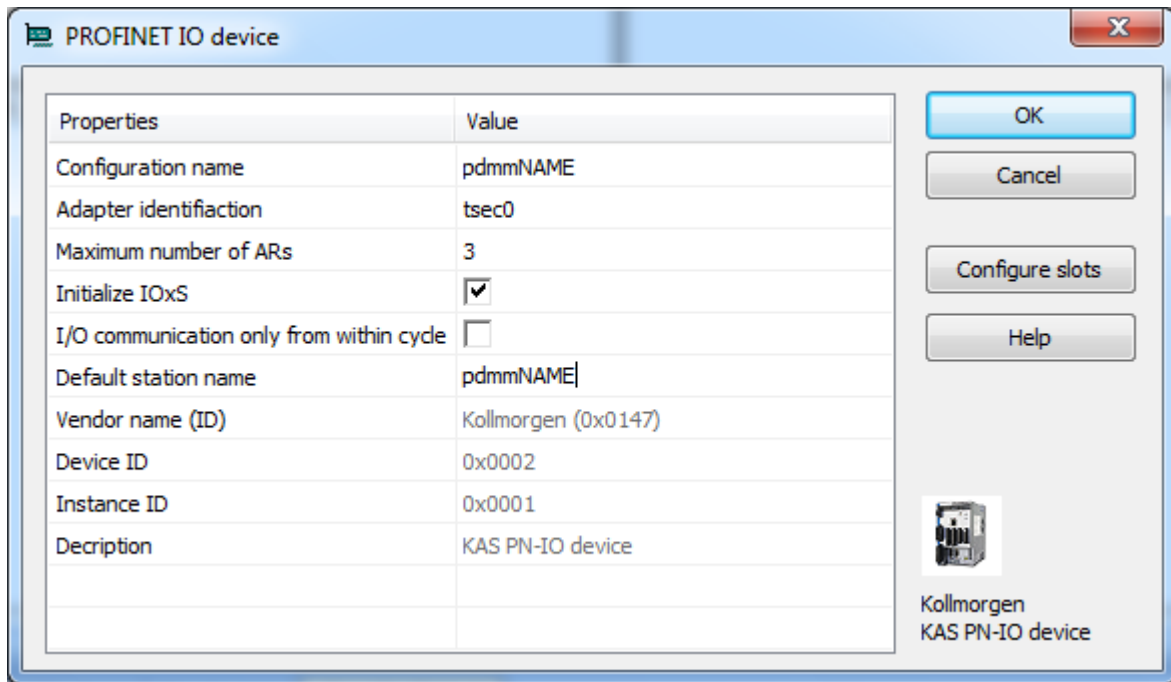 PROFINET IO device
Properties Value
Configuration name pdmmNAME
Adapter identifiaction tsec0
Maximum number of ARs 3
Initialize IOxS
I/O communication only from within cycle
Default station name pdmmNAME
Vendor name (ID) Kollmorgen (0x0147)
Device ID 0x0002
Instance ID 0x0001
Decription KAS PN-IO device
OK
Cancel
Configure slots
Help
Kollmorgen
KAS PN-IO device